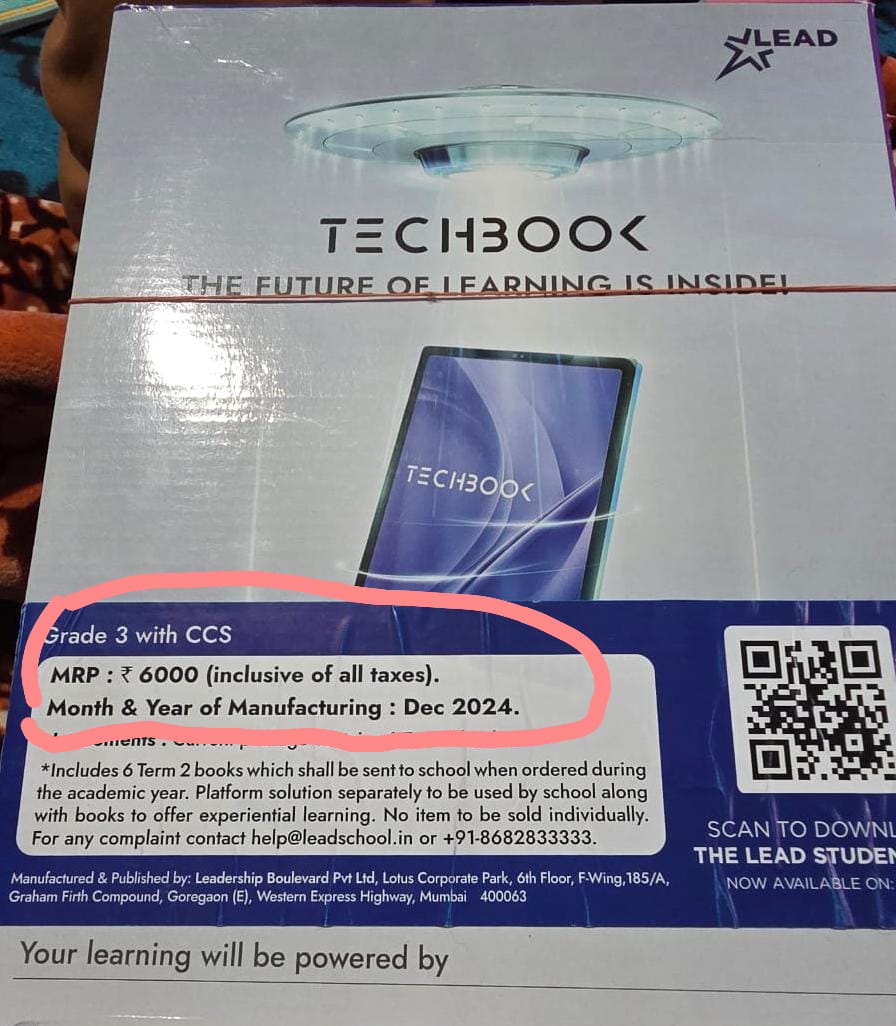 LEAD
TECHBOOK
THE FUTURE OF LEARNING IS INSIDE!
TECHBOOK
Grade 3 with CCS
MRP : ₹ 6000 (inclusive of all taxes).
Month & Year of Manufacturing : Dec 2024.
*Includes 6 Term 2 books which shall be sent to school when ordered during
the academic year. Platform solution separately to be used by school along
with books to offer experiential learning. No item to be sold individually.
For any complaint contact help@leadschool.in or +91-8682833333.
Manufactured & Published by: Leadership Boulevard Pvt Ltd, Lotus Corporate Park, 6th Floor, F-Wing,185/A,
Graham Firth Compound, Goregaon (E), Western Express Highway, Mumbai 400063
SCAN TO DOWNL
THE LEAD STUDEN
NOW AVAILABLE ON:
Your learning will be powered by